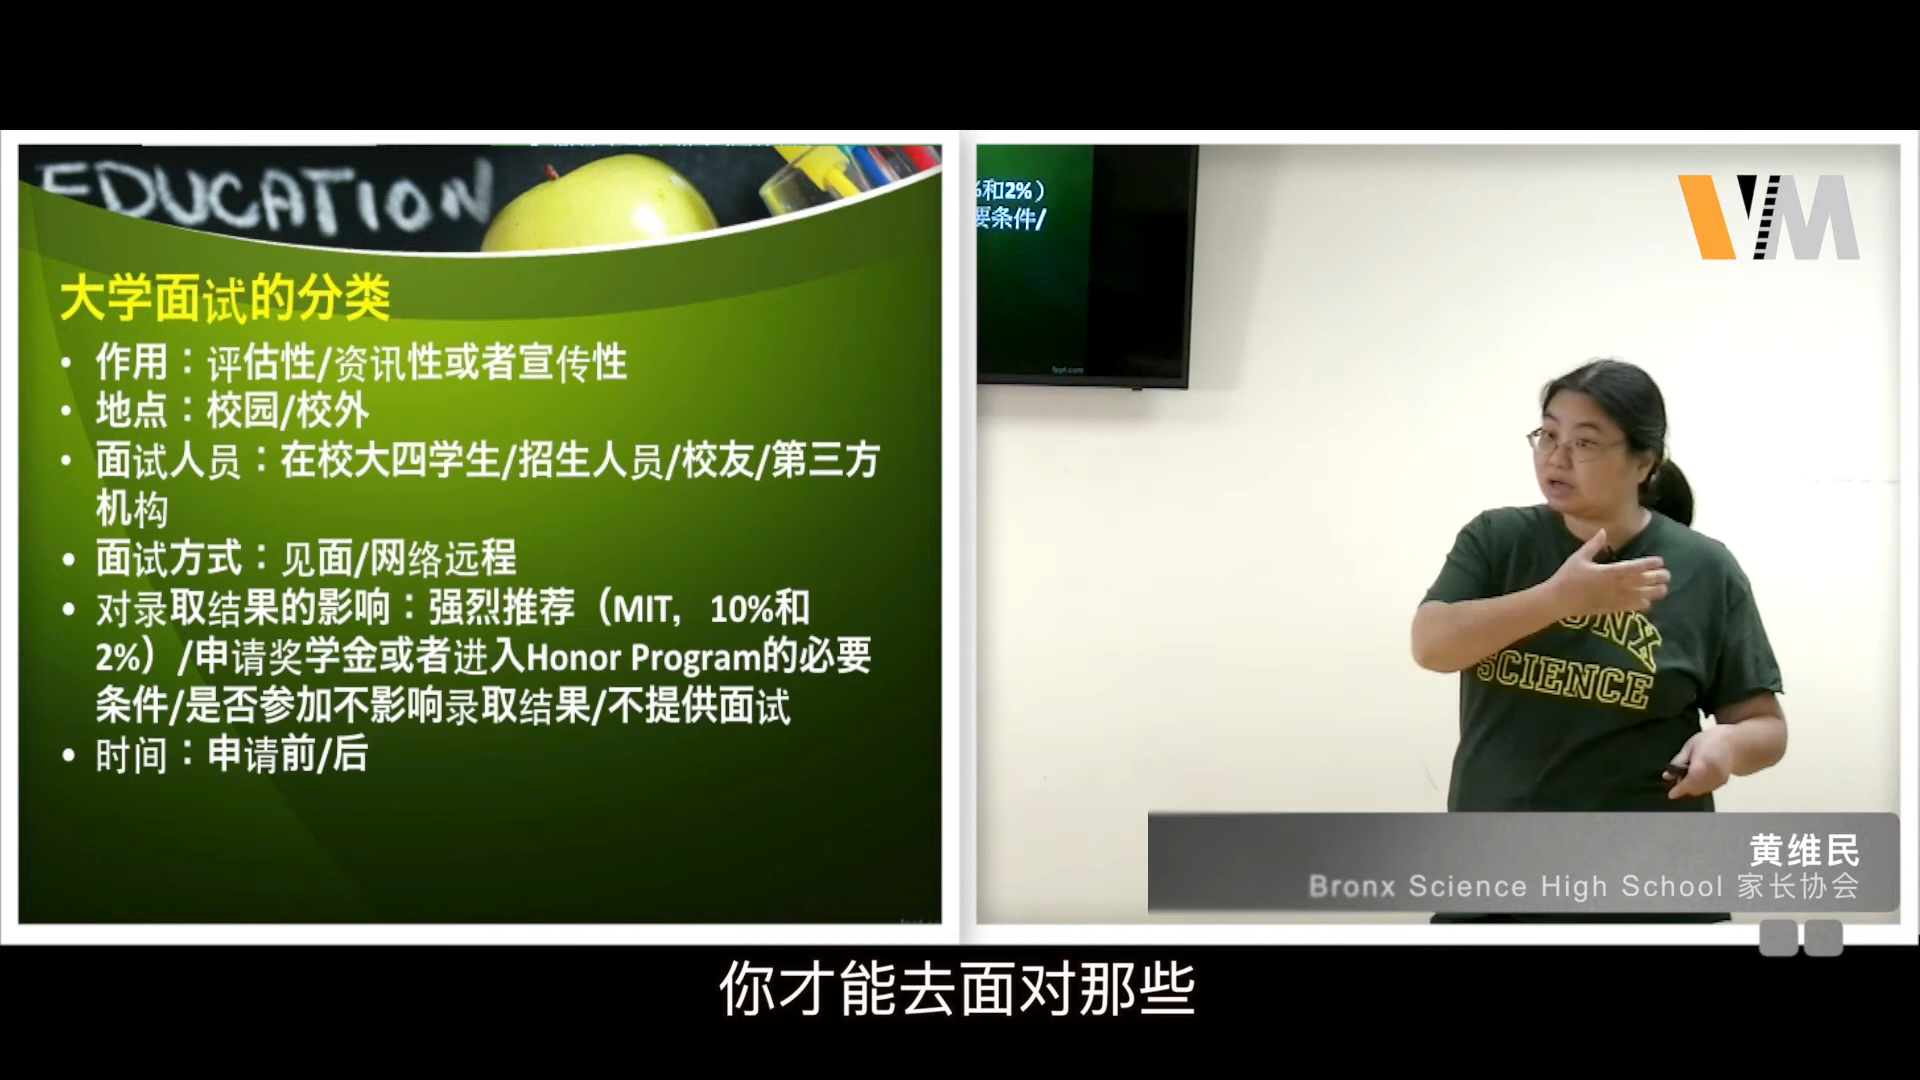 EDUCATION
大学面试的分类
• 作用：评估性/资讯性或者宣传性
• 地点：校园/校外
• 面试人员：在校大四学生/招生人员/校友/第三方
机构
• 面试方式：见面/网络远程
• 对录取结果的影响：强烈推荐（MIT，10%和
2%）/申请奖学金或者进入Honor Program的必要
条件/是否参加不影响录取结果/不提供面试
• 时间：申请前/后
%和2%）
要条件/
fppt.com
VM
BRONX
SCIENCE
黄维民
Bronx Science High School 家长协会
你才能去面对那些